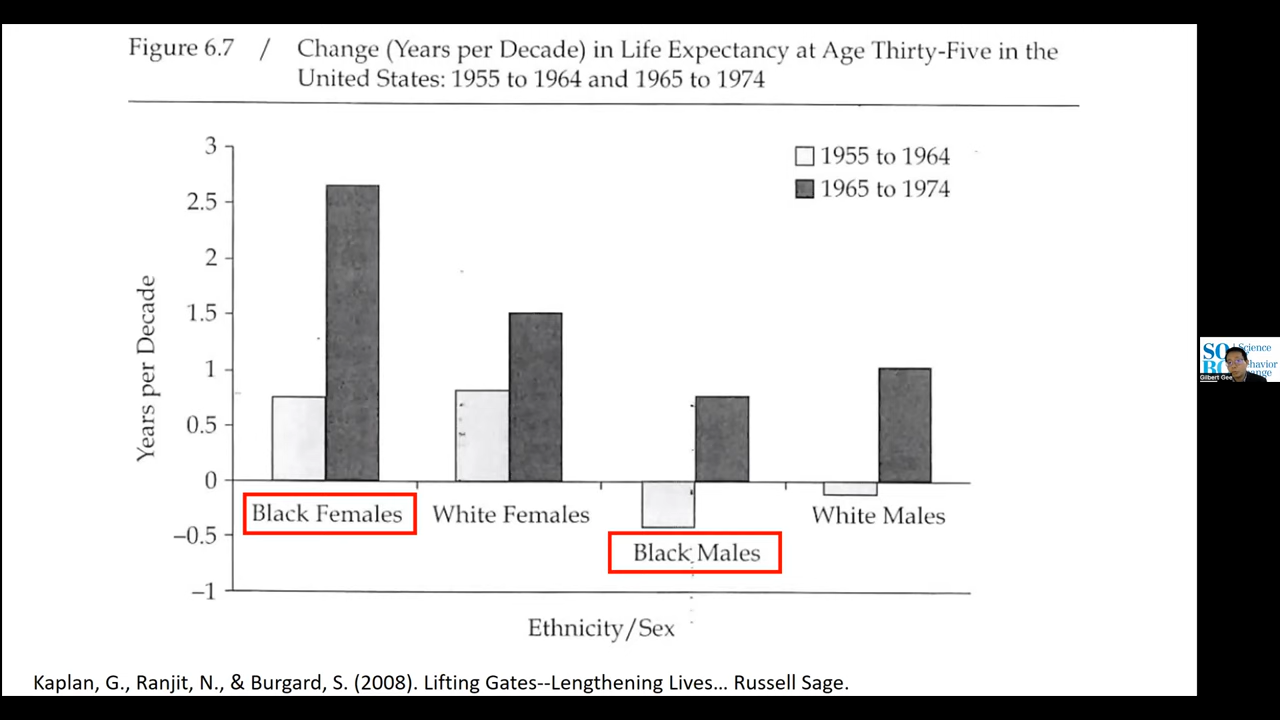 Figure 6.7 / Change (Years per Decade) in Life Expectancy at Age Thirty-Five in the
United States: 1955 to 1964 and 1965 to 1974
3
2.5
2
1.5
1
0.5
0
−0.5
−1
Years per Decade
1955 to 1964
1965 to 1974
Black Females
White Females
Black Males
White Males
Ethnicity/Sex
Kaplan, G., Ranjit, N., & Burgard, S. (2008). Lifting Gates--Lengthening Lives... Russell Sage.
Science
Gilbert Gee